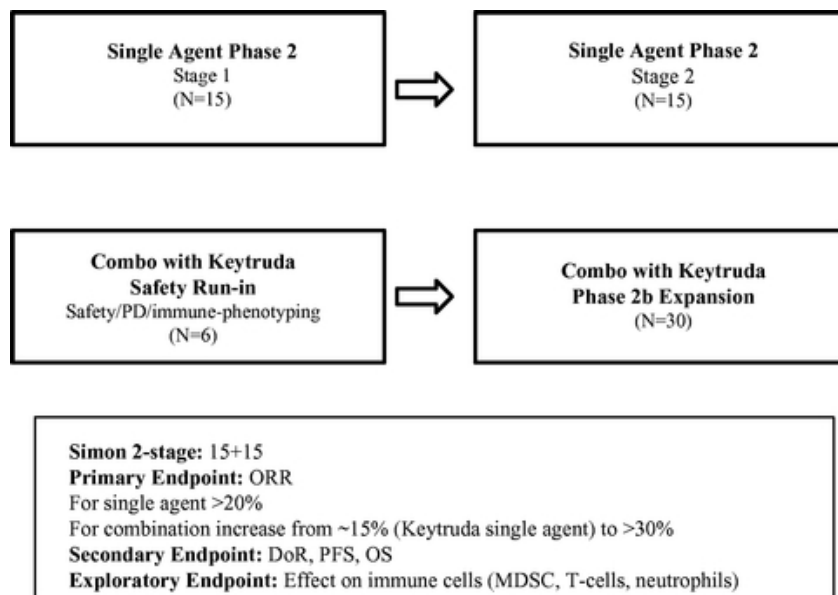 Single Agent Phase 2
Stage 1
(N=15)
Single Agent Phase 2
Stage 2
(N=15)
Combo with Keytruda
Safety Run-in
Safety/PD/immune-phenotyping
(N=6)
Combo with Keytruda
Phase 2b Expansion
(N=30)
Simon 2-stage: 15+15
Primary Endpoint: ORR
For single agent >20%
For combination increase from ~15% (Keytruda single agent) to >30%
Secondary Endpoint: DoR, PFS, OS
Exploratory Endpoint: Effect on immune cells (MDSC, T-cells, neutrophils)